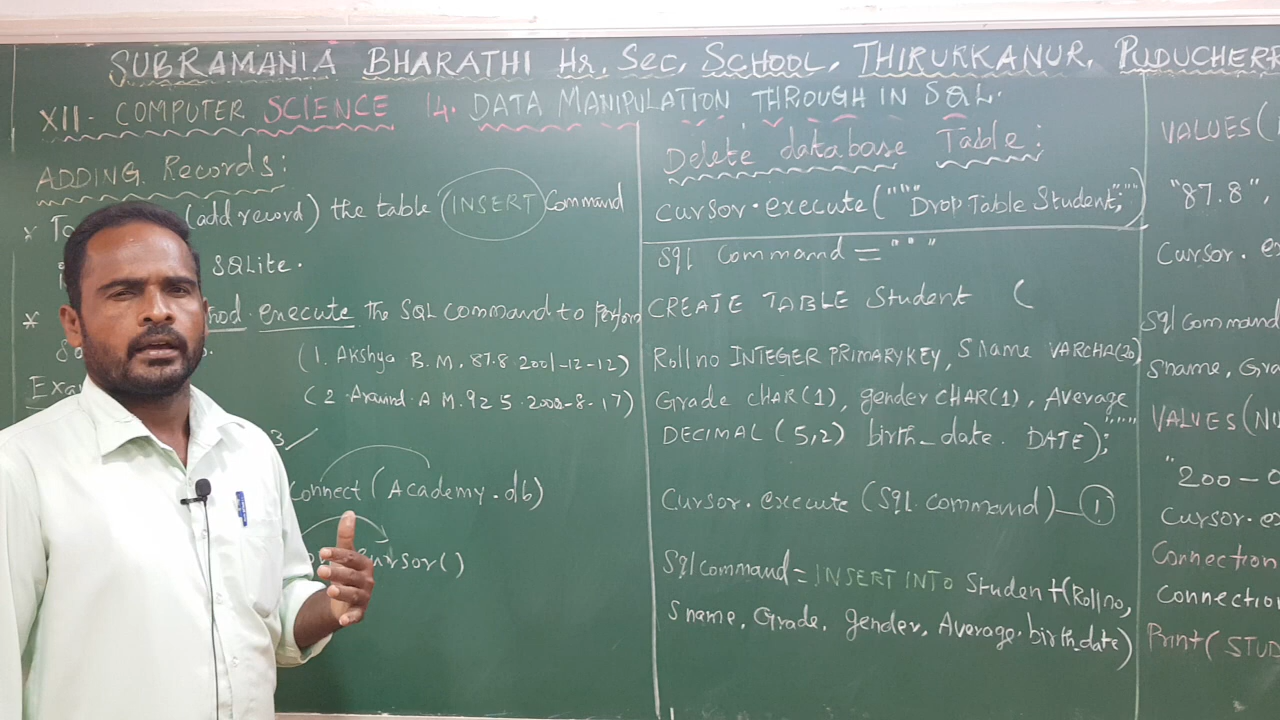 SUBRAMANIA BHARATHI Hr. Sec. SCHOOL, THIRUKKANUR, PUDUCHERR
XII - COMPUTER SCIENCE 14. DATA MANIPULATION THROUGH IN SQL.
ADDING Records:
* (add record) the table (INSERT) Command
SQLite.
* execute The SQL command to perform
(1. Akshya B. M. 87.8 2001-12-12)
(2. Aravind. A M. 92 5. 2002-8-17)
3
Connect (Academy.db)
cursor()
Delete database Table:
cursor.execute("""Drop Table Student;""")
Sql Command = """
CREATE TABLE Student (
Rollno INTEGER PRIMARYKEY, Sname VARCHAR(20)
Grade CHAR(1), gender CHAR(1), Average
DECIMAL (5,2) birth_date. DATE);"""
Cursor.execute (Sql. command) — 1
Sql command = INSERT INTO Student (Rollno,
Sname, Grade, gender, Average. birth_date)
VALUES(
"87.8",
Cursor.
Sql command
Sname, Gra
VALUES (NU
"200-0
Cursor.
Connection
Connection
Print( STUD